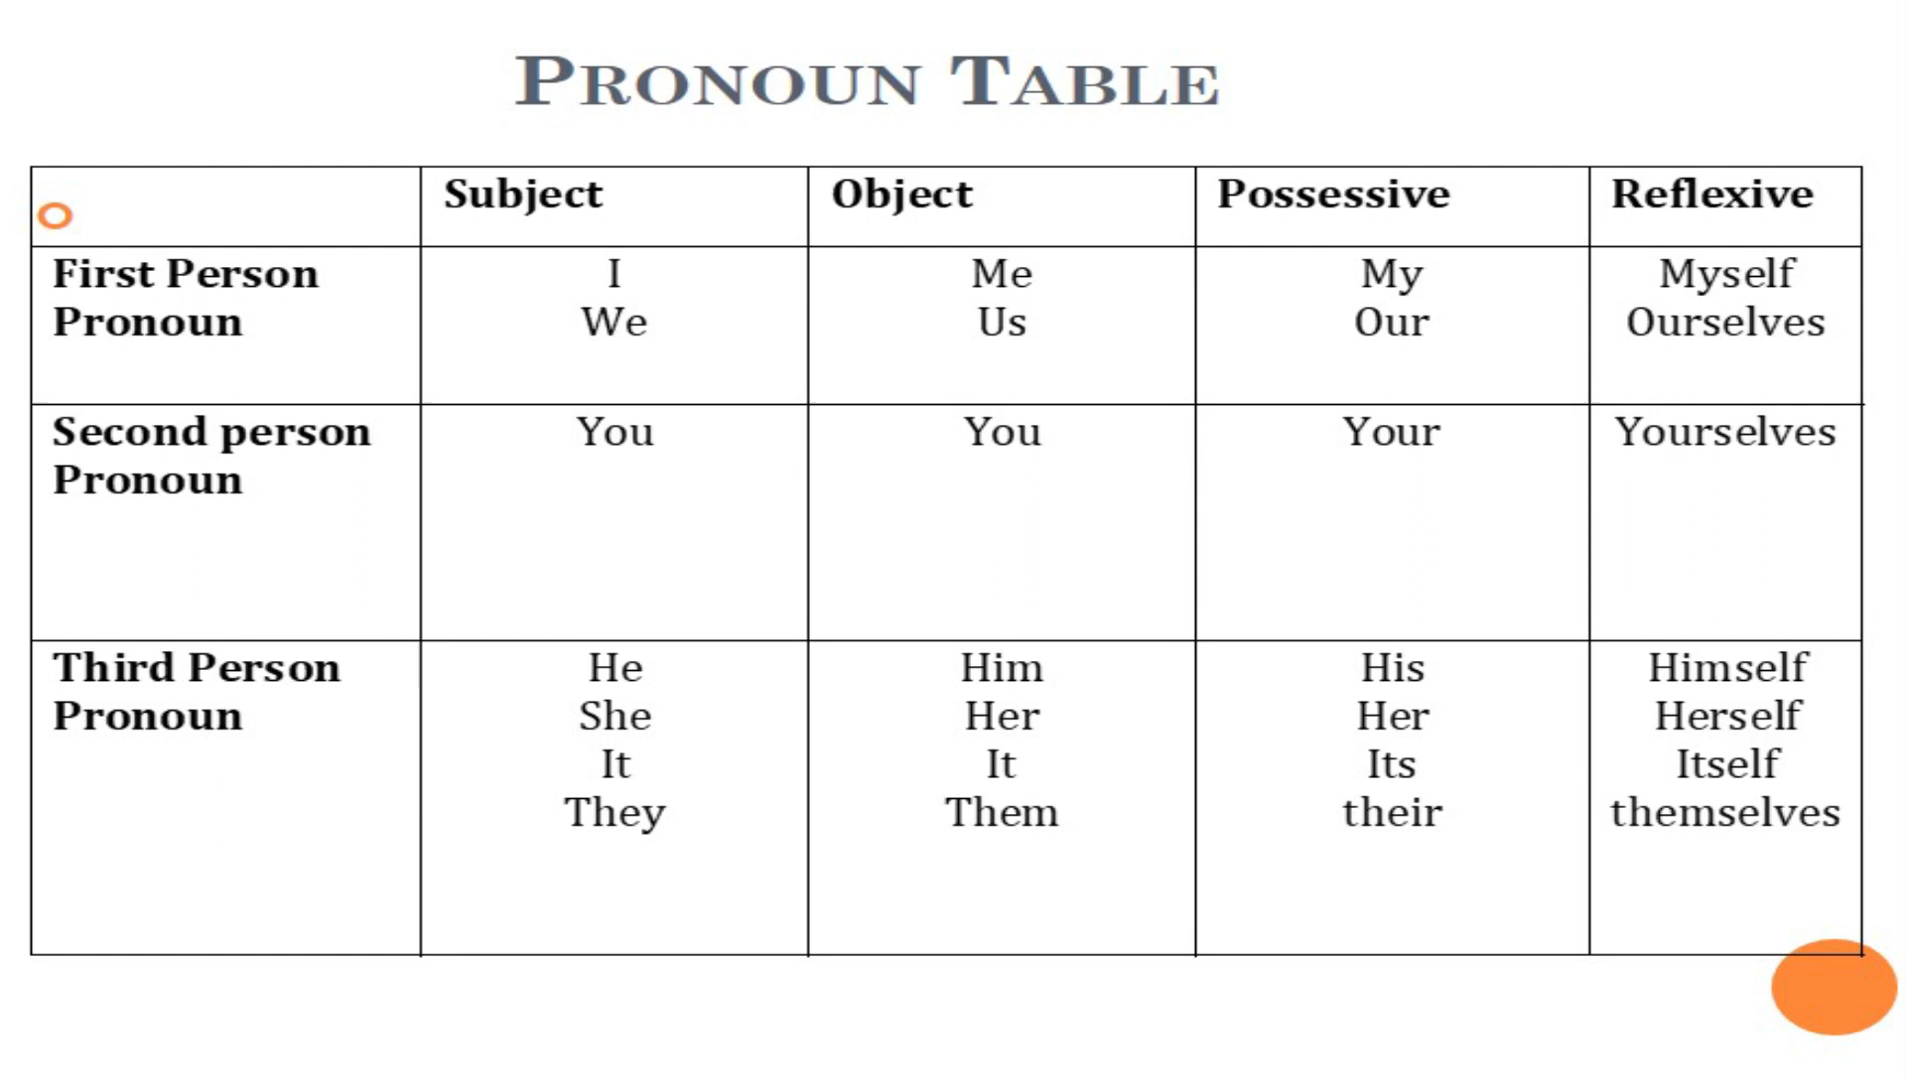 PRONOUN TABLE
Subject Object Possessive Reflexive
First Person Pronoun
I Me My Myself
We Us Our Ourselves
Second person Pronoun
You You Your Yourselves
Third Person Pronoun
He Him His Himself
She Her Her Herself
It It Its Itself
They Them their themselves